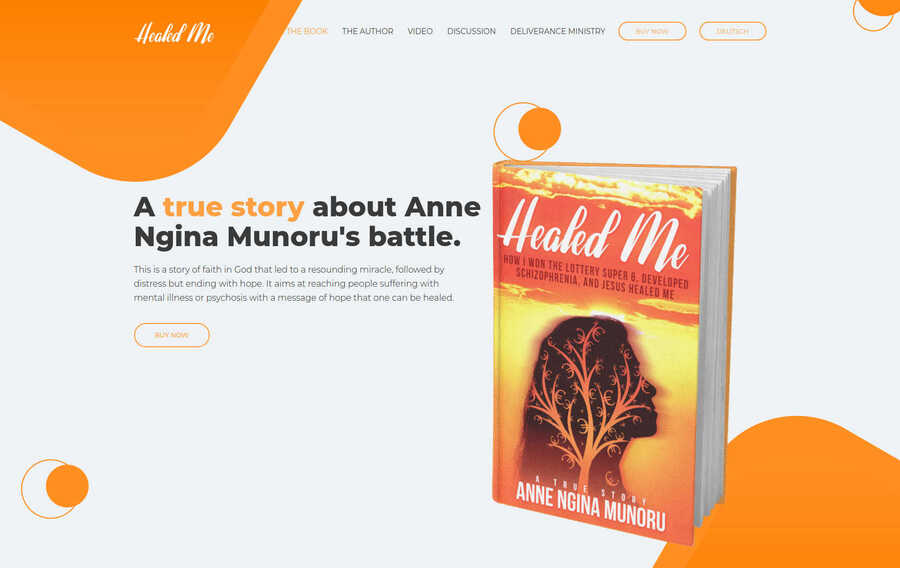 Healed Me
THE BOOK
THE AUTHOR
VIDEO
DISCUSSION
DELIVERANCE MINISTRY
BUY NOW
DEUTSCH
A true story about Anne
Ngina Munoru's battle.
This is a story of faith in God that led to a resounding miracle, followed by
distress but ending with hope. It aims at reaching people suffering with
mental illness or psychosis with a message of hope that one can be healed.
BUY NOW
Healed Me
HOW I WON THE LOTTERY SUPER 6, DEVELOPED
SCHIZOPHRENIA, AND JESUS HEALED ME
A TRUE STORY
ANNE NGINA MUNORU